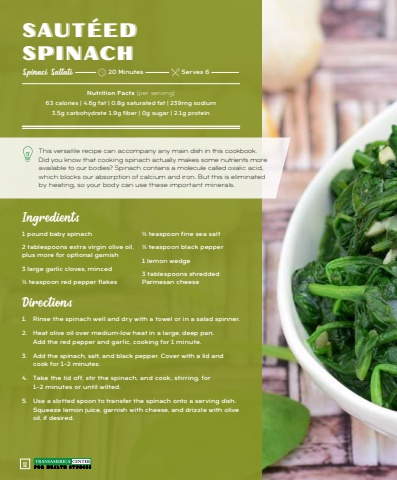 SAUTÉED
SPINACH
Spinaci Saltati 20 Minutes Serves 6
Nutrition Facts (per serving)
63 calories | 4.6g fat | 0.8g saturated fat | 239mg sodium
3.5g carbohydrate 1.9g fiber | 0g sugar | 2.1g protein
This versatile recipe can accompany any main dish in this cookbook.
Did you know that cooking spinach actually makes some nutrients more
available to our bodies? Spinach contains a molecule called oxalic acid,
which blocks our absorption of calcium and iron. But this is eliminated
by heating, so your body can use these important minerals.
Ingredients
1 pound baby spinach
2 tablespoons extra virgin olive oil,
plus more for optional garnish
3 large garlic cloves, minced
teaspoon red pepper flakes
teaspoon fine sea salt
teaspoon black pepper
1 lemon wedge
3 tablespoons shredded
Parmesan cheese
Directions
1. Rinse the spinach well and dry with a towel or in a salad spinner.
2. Heat olive oil over medium-low heat in a large, deep pan.
Add the red pepper and garlic, cooking for 1 minute.
3. Add the spinach, salt, and black pepper. Cover with a lid and
cook for 1-2 minutes.
4. Take the lid off, stir the spinach, and cook, stirring, for
1-2 minutes or until wilted.
5. Use a slotted spoon to transfer the spinach onto a serving dish.
Squeeze lemon juice, garnish with cheese, and drizzle with olive
oil, if desired.
TRANSAMERICA CENTER
FOR HEALTH STUDIES